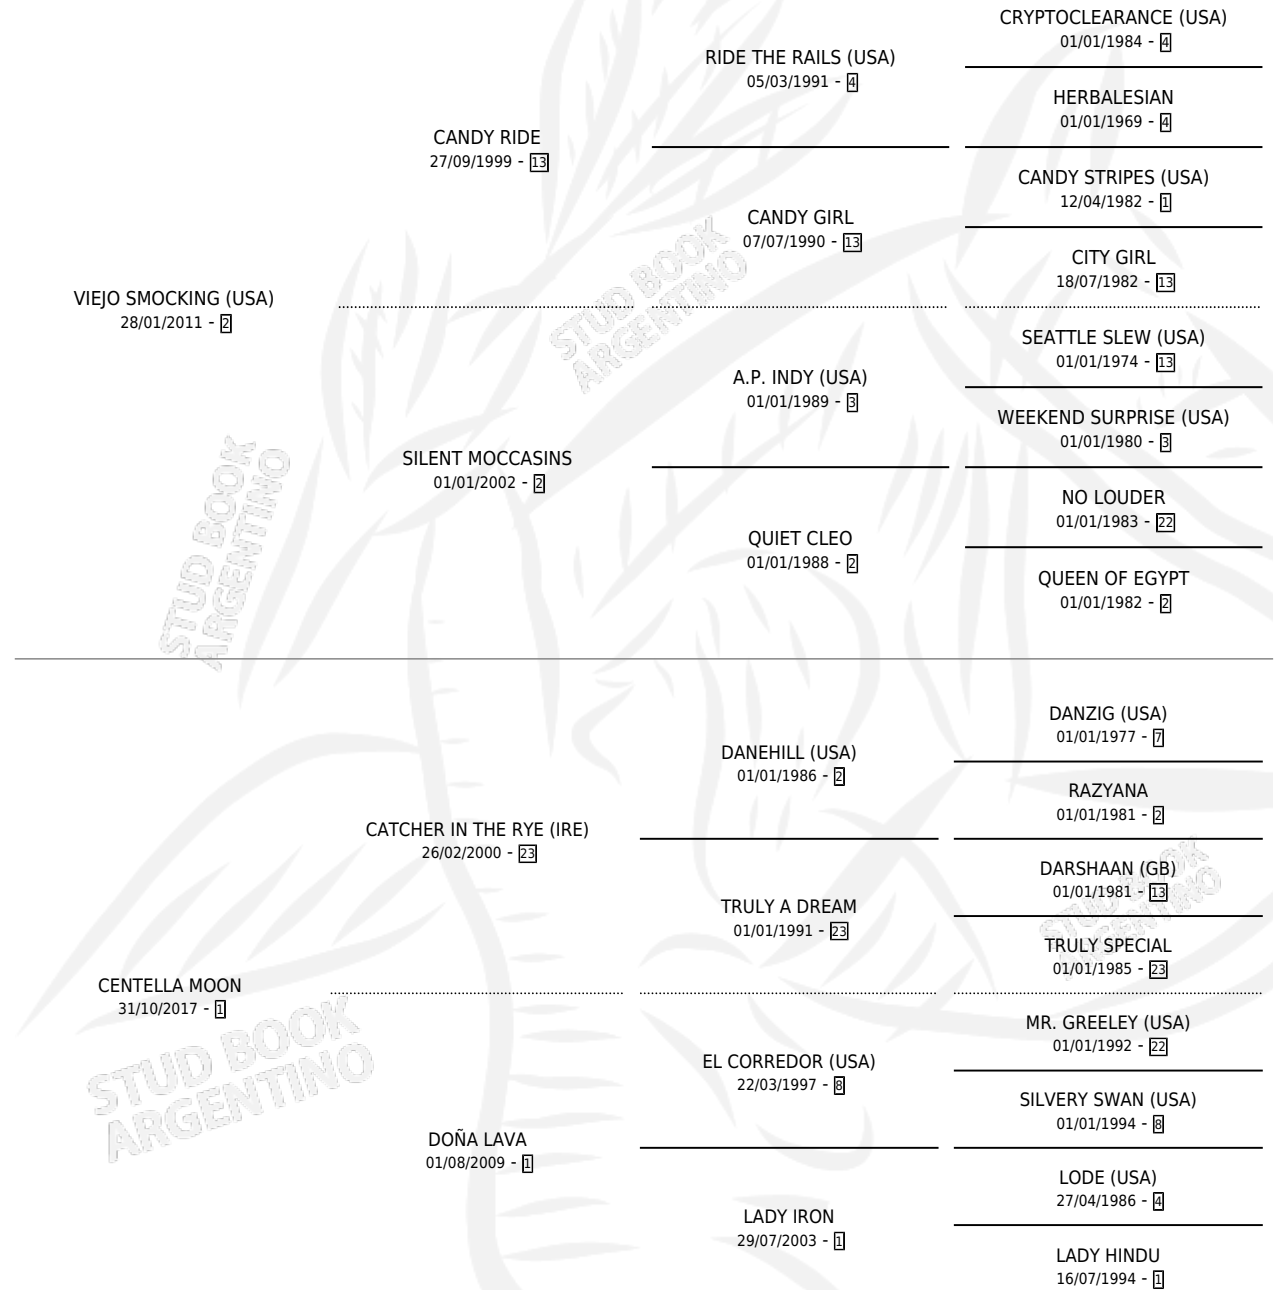 CRYPTOCLEARANCE (USA)
01/01/1984 - 4
RIDE THE RAILS (USA)
05/03/1991 - 4
HERBALESIAN
01/01/1969 - 4
CANDY RIDE
27/09/1999 - 13
CANDY STRIPES (USA)
12/04/1982 - 1
CANDY GIRL
07/07/1990 - 13
CITY GIRL
18/07/1982 - 13
VIEJO SMOCKING (USA)
28/01/2011 - 2
STUD BOOK
ARGENTINO
SEATTLE SLEW (USA)
01/01/1974 - 13
A.P. INDY (USA)
01/01/1989 - 3
WEEKEND SURPRISE (USA)
01/01/1980 - 3
SILENT MOCCASINS
01/01/2002 - 2
NO LOUDER
01/01/1983 - 22
QUIET CLEO
01/01/1988 - 2
QUEEN OF EGYPT
01/01/1982 - 2
STUD BOOK
ARGENTINO
DANZIG (USA)
01/01/1977 - 7
DANEHILL (USA)
01/01/1986 - 2
RAZYANA
01/01/1981 - 2
CATCHER IN THE RYE (IRE)
26/02/2000 - 23
DARSHAAN (GB)
01/01/1981 - 13
TRULY A DREAM
01/01/1991 - 23
TRULY SPECIAL
01/01/1985 - 23
STUD BOOK
ARGENTINO
CENTELLA MOON
31/10/2017 - 1
MR. GREELEY (USA)
01/01/1992 - 22
EL CORREDOR (USA)
22/03/1997 - 8
SILVERY SWAN (USA)
01/01/1994 - 8
STUD BOOK
ARGENTINO
DOÑA LAVA
01/08/2009 - 1
LODE (USA)
27/04/1986 - 4
LADY IRON
29/07/2003 - 1
LADY HINDU
16/07/1994 - 1